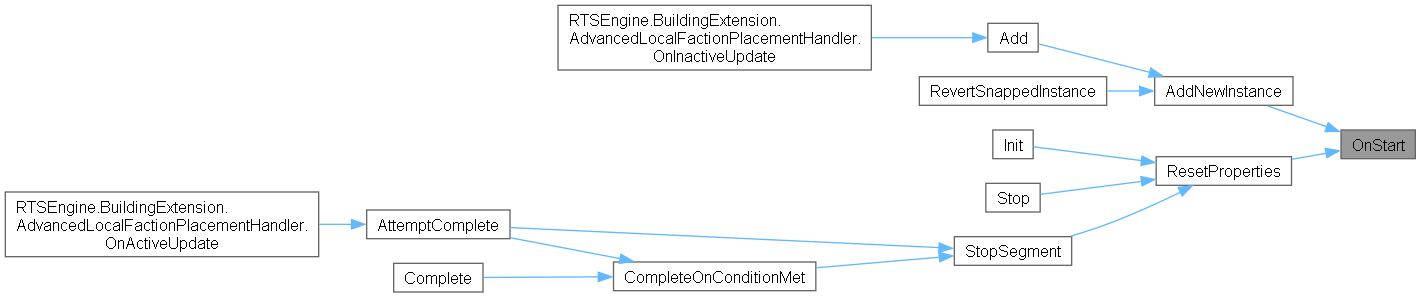 RTSEngine.BuildingExtension.
AdvancedLocalFactionPlacementHandler.
OnInactiveUpdate
Add
RevertSnappedInstance
AddNewInstance
OnStart
Init
ResetProperties
Stop
RTSEngine.BuildingExtension.
AdvancedLocalFactionPlacementHandler.
OnActiveUpdate
AttemptComplete
StopSegment
Complete
CompleteOnConditionMet